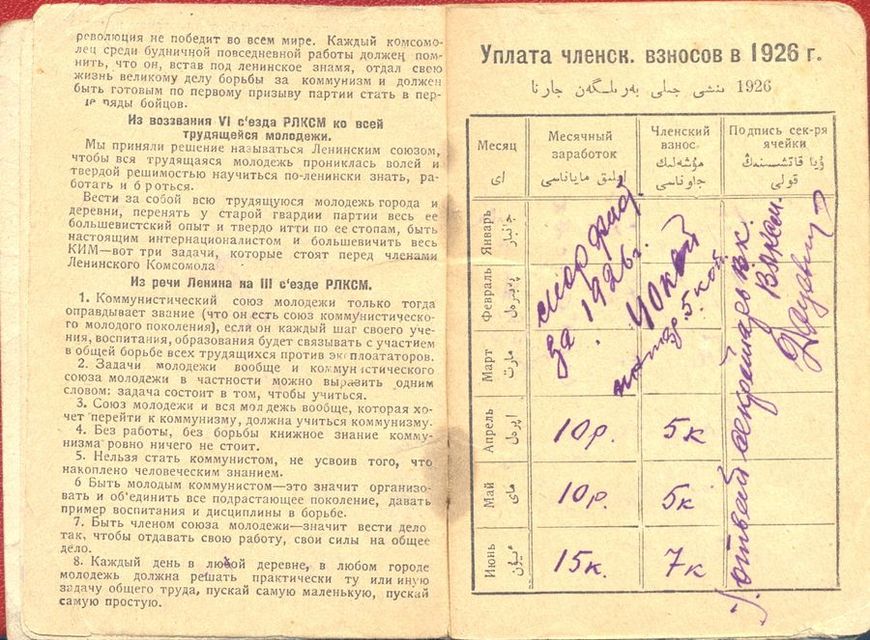 революция не победит во всем мире. Каждый комсомо-
лец среди будничной повседневной работы должен пом-
нить, что он, встав под ленинское знамя, отдал свою
жизнь великому делу борьбы за коммунизм и должен
быть готовым по первому призыву партии стать в пер-
ряды бойцов.
Из воззвания VI с'езда РЛКСМ ко всей
трудящейся молодежи.
Мы приняли решение называться Ленинским союзом,
чтобы вся трудящаяся молодежь прониклась волей и
твердой решимостью научиться по-ленински знать, ра-
ботать и б роться.
Вести за собой всю трудящуюся молодежь города и
деревни, перенять у старой гвардии партии весь ее
большевистский опыт и твердо итти по ее стопам, быть
настоящим интернационалистом и большевичить весь
КИМ—вот три задачи, которые стоят перед членами
Ленинского Комсомола
Из речи Ленина на III с'езде РЛКСМ.
1. Коммунистический союз молодежи только тогда
оправдывает звание (что он есть союз коммунистическо-
го молодого поколения), если он каждый шаг своего уче-
ния, воспитания, образования будет связывать с участием
в общей борьбе всех трудящихся против эксплоататоров.
2. Задачи молодежи вообще и коммунистического
союза молодежи в частности можно выразить одним
словом: задача состоит в том, чтобы учиться.
3. Союз молодежи и вся мол дежь вообще, которая хо-
чет перейти к коммунизму, должна учиться коммунизму.
4. Без работы, без борьбы книжное знание комму-
низма ровно ничего не стоит.
5. Нельзя стать коммунистом, не усвоив того, что
накоплено человеческим знанием.
6 Быть молодым коммунистом—это значит организо-
вать и об'единить все подрастающее поколение, давать
пример воспитания и дисциплины в борьбе.
7. Быть членом союза молодежи—значит вести дело
так, чтобы отдавать свою работу, свои силы на общее
дело.
8. Каждый день в любой деревне, в любом городе
молодежь должна решать практически ту или иную
задачу общего труда, пускай самую маленькую, пускай
самую простую.
Уплата членск. взносов в 1926 г.
1926 ىنشى جىلى بەرىلگەن جارنا
Месяц
Месячный
заработок
Членский
взнос
Подпись сек-ря
ячейки
اى
Январь
за 1926г.
40 коп
5 коп.
Февраль
Март
مارت
Апрель
10р.
5к
Май
ماى
10р.
5к
Июнь
15к.
7к